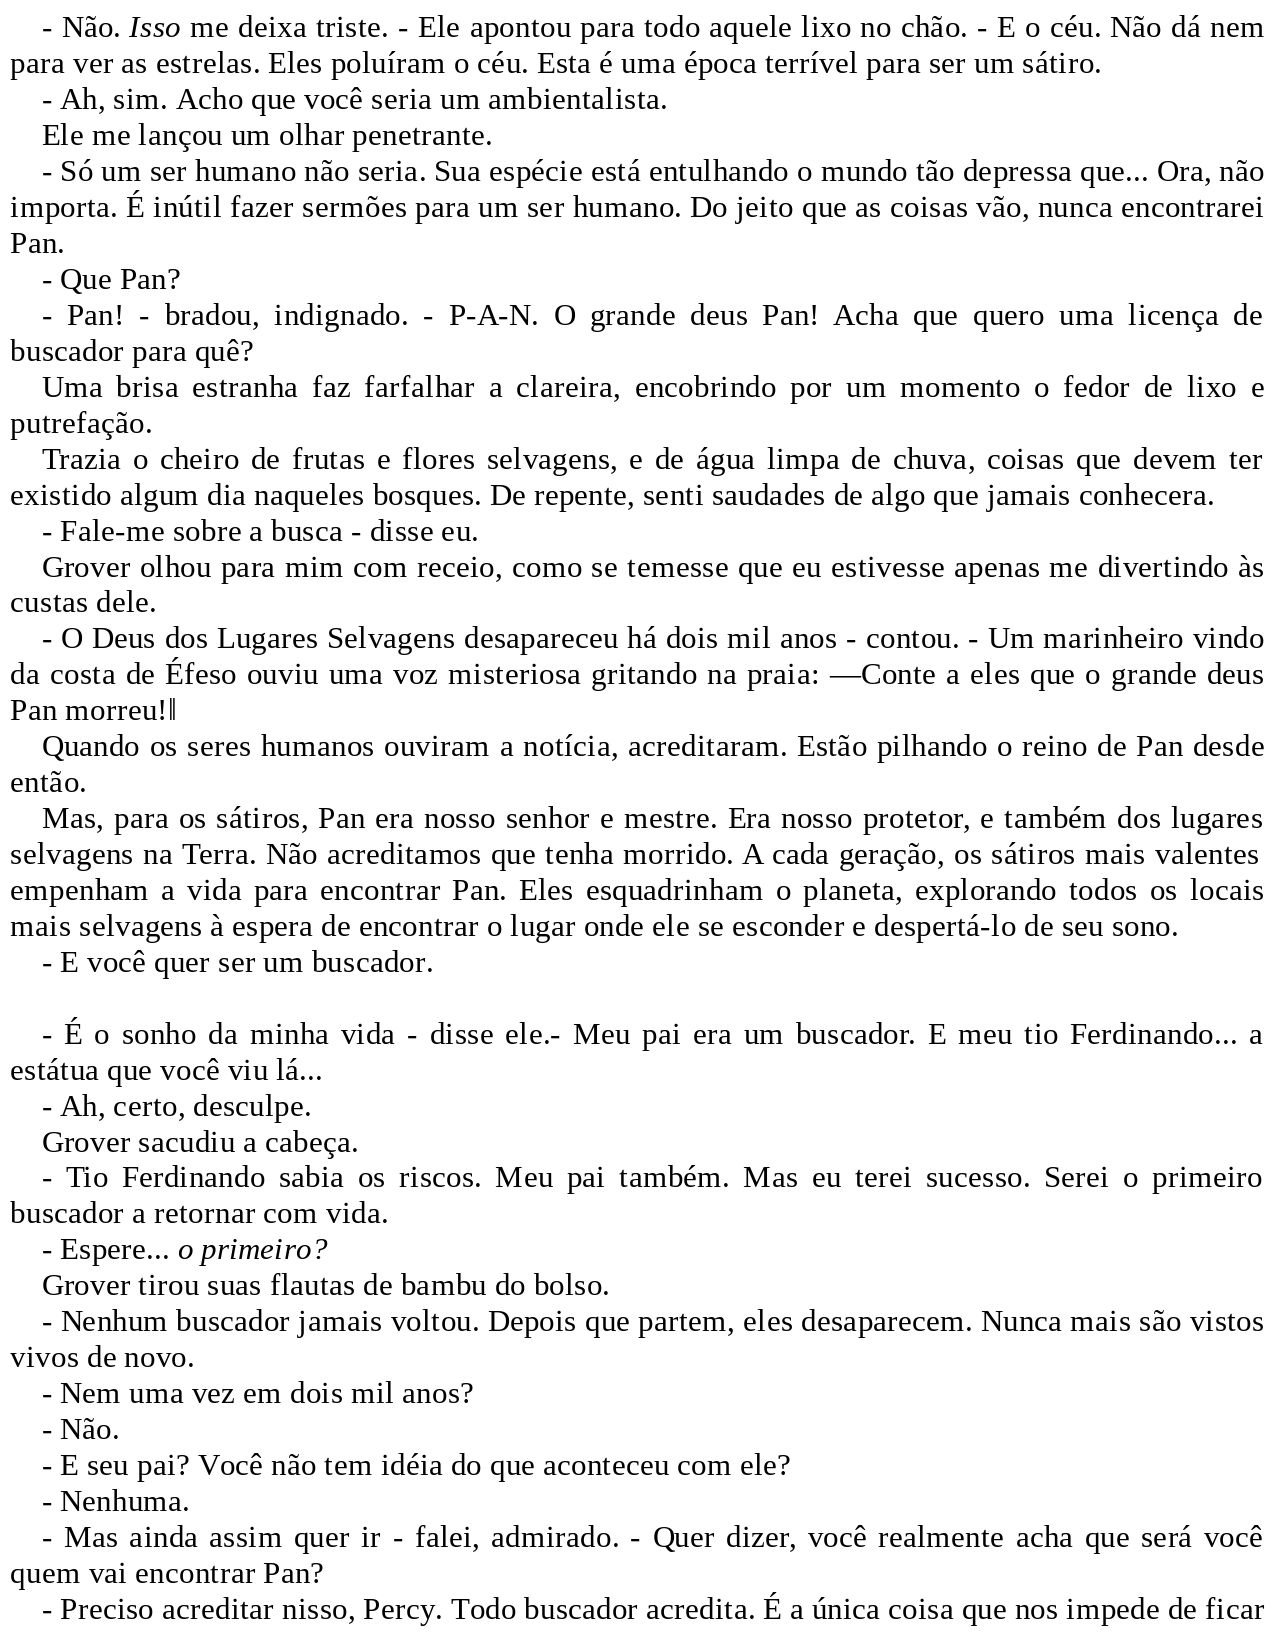 - Não. Isso me deixa triste. - Ele apontou para todo aquele lixo no chão. - E o céu. Não dá nem
para ver as estrelas. Eles poluíram o céu. Esta é uma época terrível para ser um sátiro.
- Ah, sim. Acho que você seria um ambientalista.
Ele me lançou um olhar penetrante.
- Só um ser humano não seria. Sua espécie está entulhando o mundo tão depressa que... Ora, não
importa. É inútil fazer sermões para um ser humano. Do jeito que as coisas vão, nunca encontrarei
Pan.
- Que Pan?
- Pan! - bradou, indignado. - P-A-N. O grande deus Pan! Acha que quero uma licença de
buscador para quê?
Uma brisa estranha faz farfalhar a clareira, encobrindo por um momento o fedor de lixo e
putrefação.
Trazia o cheiro de frutas e flores selvagens, e de água limpa de chuva, coisas que devem ter
existido algum dia naqueles bosques. De repente, senti saudades de algo que jamais conhecera.
- Fale-me sobre a busca - disse eu.
Grover olhou para mim com receio, como se temesse que eu estivesse apenas me divertindo às
custas dele.
- O Deus dos Lugares Selvagens desapareceu há dois mil anos - contou. - Um marinheiro vindo
da costa de Éfeso ouviu uma voz misteriosa gritando na praia: ―Conte a eles que o grande deus
Pan morreu!‖
Quando os seres humanos ouviram a notícia, acreditaram. Estão pilhando o reino de Pan desde
então.
Mas, para os sátiros, Pan era nosso senhor e mestre. Era nosso protetor, e também dos lugares
selvagens na Terra. Não acreditamos que tenha morrido. A cada geração, os sátiros mais valentes
empenham a vida para encontrar Pan. Eles esquadrinham o planeta, explorando todos os locais
mais selvagens à espera de encontrar o lugar onde ele se esconder e despertá-lo de seu sono.
- E você quer ser um buscador.
- É o sonho da minha vida - disse ele.- Meu pai era um buscador. E meu tio Ferdinando... a
estátua que você viu lá...
- Ah, certo, desculpe.
Grover sacudiu a cabeça.
- Tio Ferdinando sabia os riscos. Meu pai também. Mas eu terei sucesso. Serei o primeiro
buscador a retornar com vida.
- Espere... o primeiro?
Grover tirou suas flautas de bambu do bolso.
- Nenhum buscador jamais voltou. Depois que partem, eles desaparecem. Nunca mais são vistos
vivos de novo.
- Nem uma vez em dois mil anos?
- Não.
- E seu pai? Você não tem idéia do que aconteceu com ele?
- Nenhuma.
- Mas ainda assim quer ir - falei, admirado. - Quer dizer, você realmente acha que será você
quem vai encontrar Pan?
- Preciso acreditar nisso, Percy. Todo buscador acredita. É a única coisa que nos impede de ficar